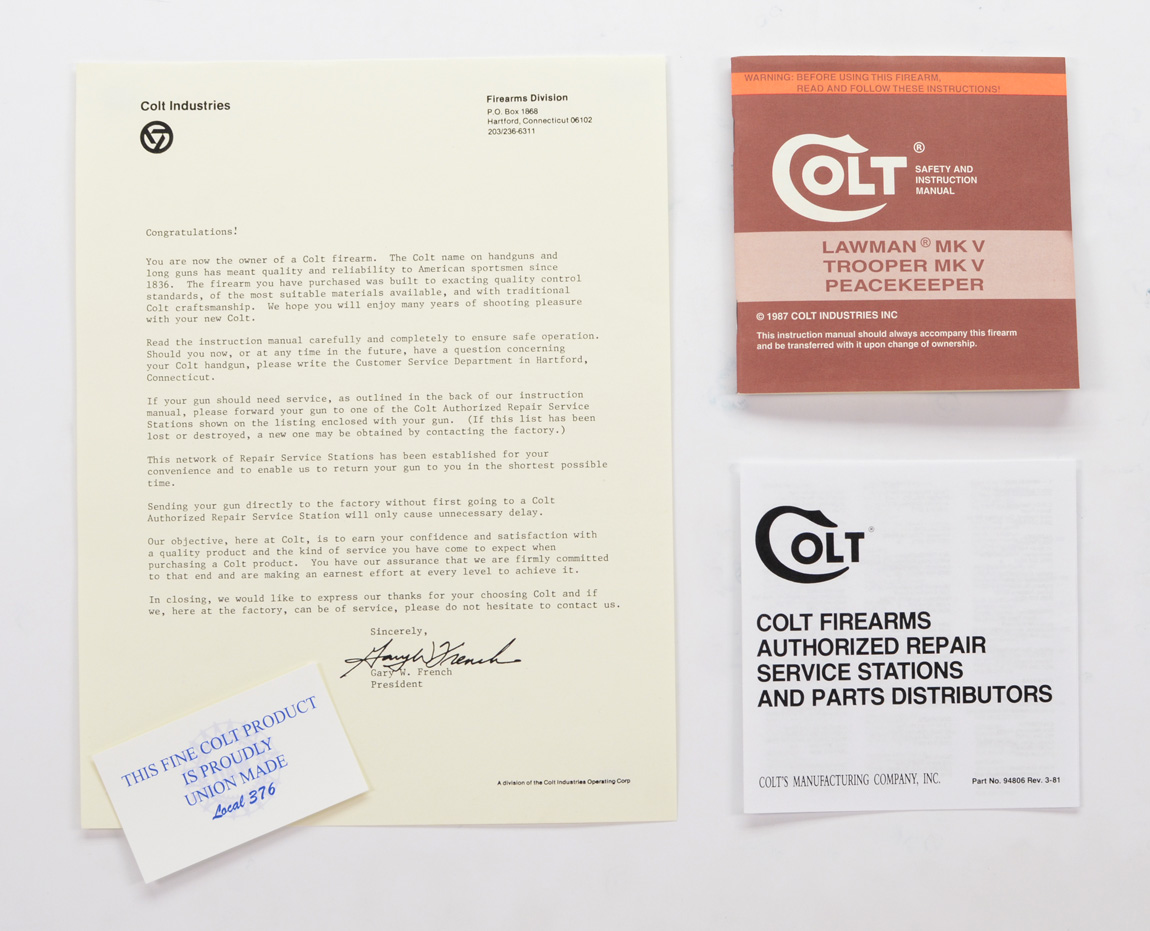 Colt Industries
Firearms Division
P.O. Box 1868
Hartford, Connecticut 06102
203/236-6311
Congratulations!
You are now the owner of a Colt firearm.  The Colt name on handguns and
long guns has meant quality and reliability to American sportsmen since
1836.  The firearm you have purchased was built to exacting quality control
standards, of the most suitable materials available, and with traditional
Colt craftsmanship.  We hope you will enjoy many years of shooting pleasure
with your new Colt.
Read the instruction manual carefully and completely to ensure safe operation.
Should you now, or at any time in the future, have a question concerning
your Colt handgun, please write the Customer Service Department in Hartford,
Connecticut.
If your gun should need service, as outlined in the back of our instruction
manual, please forward your gun to one of the Colt Authorized Repair Service
Stations shown on the listing enclosed with your gun.  (If this list has been
lost or destroyed, a new one may be obtained by contacting the factory.)
This network of Repair Service Stations has been established for your
convenience and to enable us to return your gun to you in the shortest possible
time.
Sending your gun directly to the factory without first going to a Colt
Authorized Repair Service Station will only cause unnecessary delay.
Our objective, here at Colt, is to earn your confidence and satisfaction with
a quality product and the kind of service you have come to expect when
purchasing a Colt product.  You have our assurance that we are firmly committed
to that end and are making an earnest effort at every level to achieve it.
In closing, we would like to express our thanks for your choosing Colt and if
we, here at the factory, can be of service, please do not hesitate to contact us.
Sincerely,
Gary W. French
Gary W. French
President
A division of the Colt Industries Operating Corp
THIS FINE COLT PRODUCT
IS PROUDLY
UNION MADE
Local 376
WARNING: BEFORE USING THIS FIREARM,
READ AND FOLLOW THESE INSTRUCTIONS!
COLT ®
SAFETY AND
INSTRUCTION
MANUAL
LAWMAN® MK V
TROOPER MK V
PEACEKEEPER
© 1987 COLT INDUSTRIES INC
This instruction manual should always accompany this firearm
and be transferred with it upon change of ownership.
COLT®
COLT FIREARMS
AUTHORIZED REPAIR
SERVICE STATIONS
AND PARTS DISTRIBUTORS
COLT'S MANUFACTURING COMPANY, INC.
Part No. 94806 Rev. 3-81